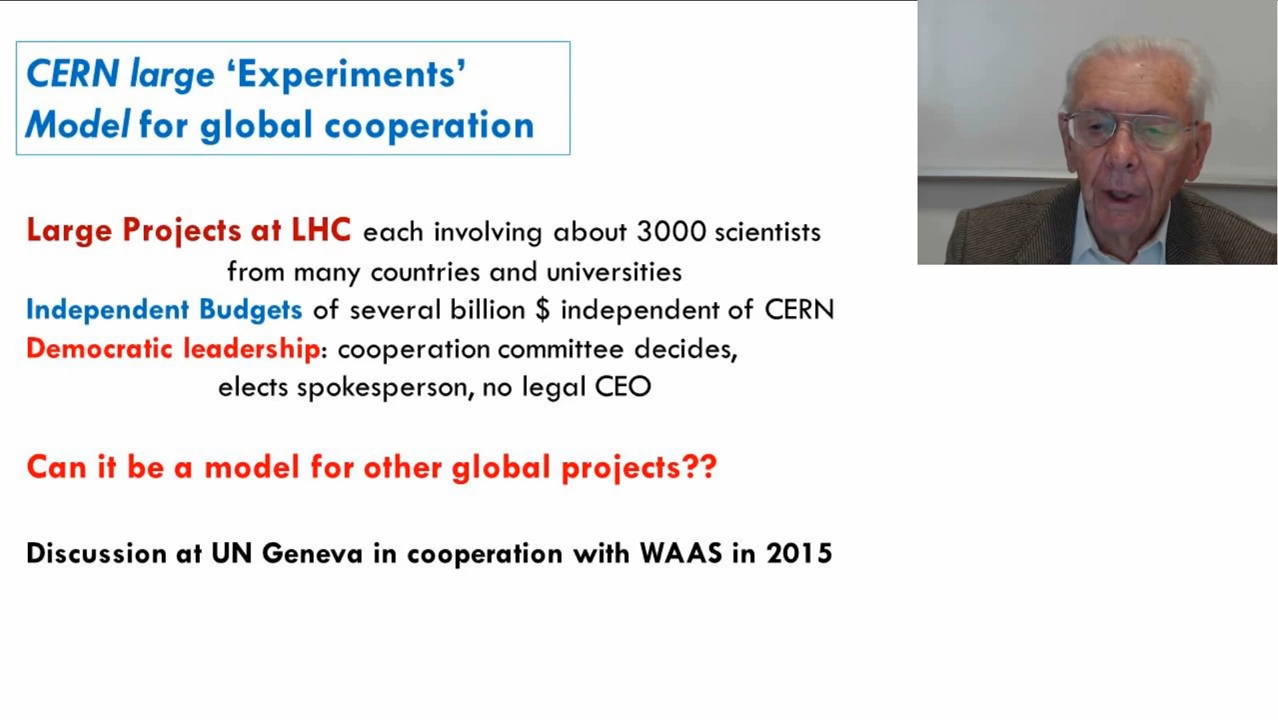 CERN large ‘Experiments’
Model for global cooperation
Large Projects at LHC each involving about 3000 scientists
from many countries and universities
Independent Budgets of several billion $ independent of CERN
Democratic leadership: cooperation committee decides,
elects spokesperson, no legal CEO
Can it be a model for other global projects??
Discussion at UN Geneva in cooperation with WAAS in 2015